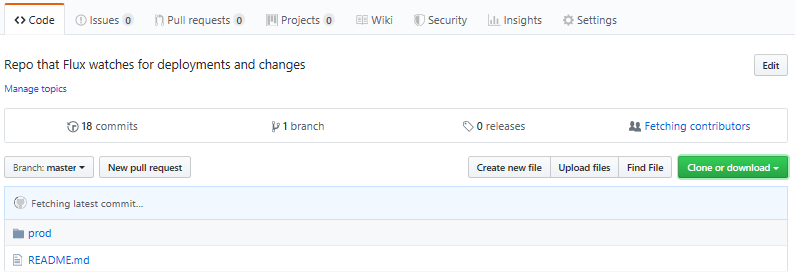 Code Issues 0 Pull requests 0 Projects 0 Wiki Security Insights Settings
Repo that Flux watches for deployments and changes Edit
Manage topics
18 commits 1 branch 0 releases Fetching contributors
Branch: master New pull request Create new file Upload files Find File Clone or download
Fetching latest commit...
prod
README.md